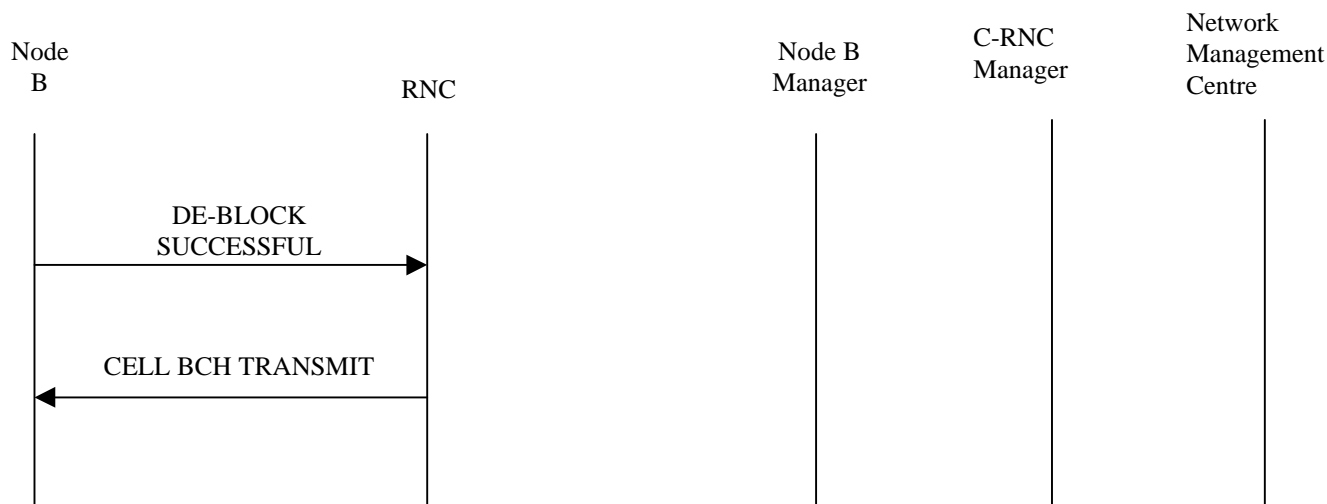 Node
B
RNC
Node B
Manager
C-RNC
Manager
Network
Management
Centre
DE-BLOCK
SUCCESSFUL
CELL BCH TRANSMIT